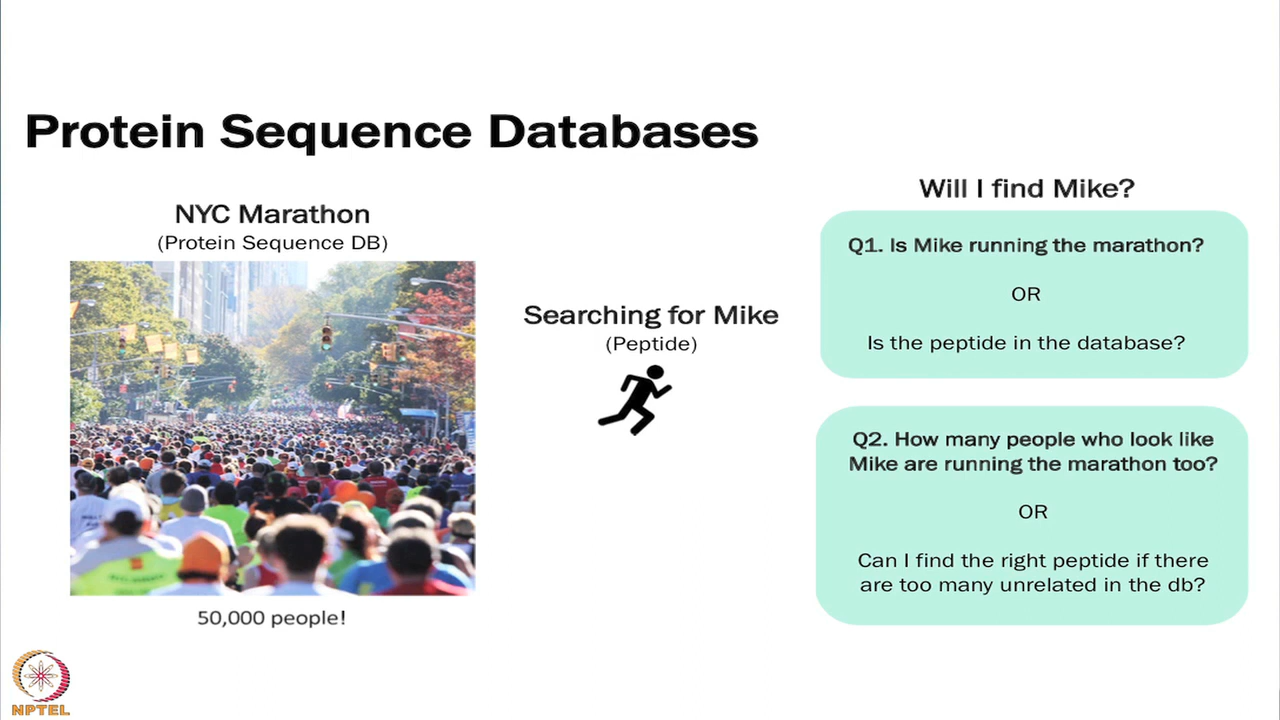 Protein Sequence Databases
NYC Marathon
(Protein Sequence DB)
50,000 people!
Searching for Mike
(Peptide)
Will I find Mike?
Q1. Is Mike running the marathon?
OR
Is the peptide in the database?
Q2. How many people who look like
Mike are running the marathon too?
OR
Can I find the right peptide if there
are too many unrelated in the db?
NPTEL